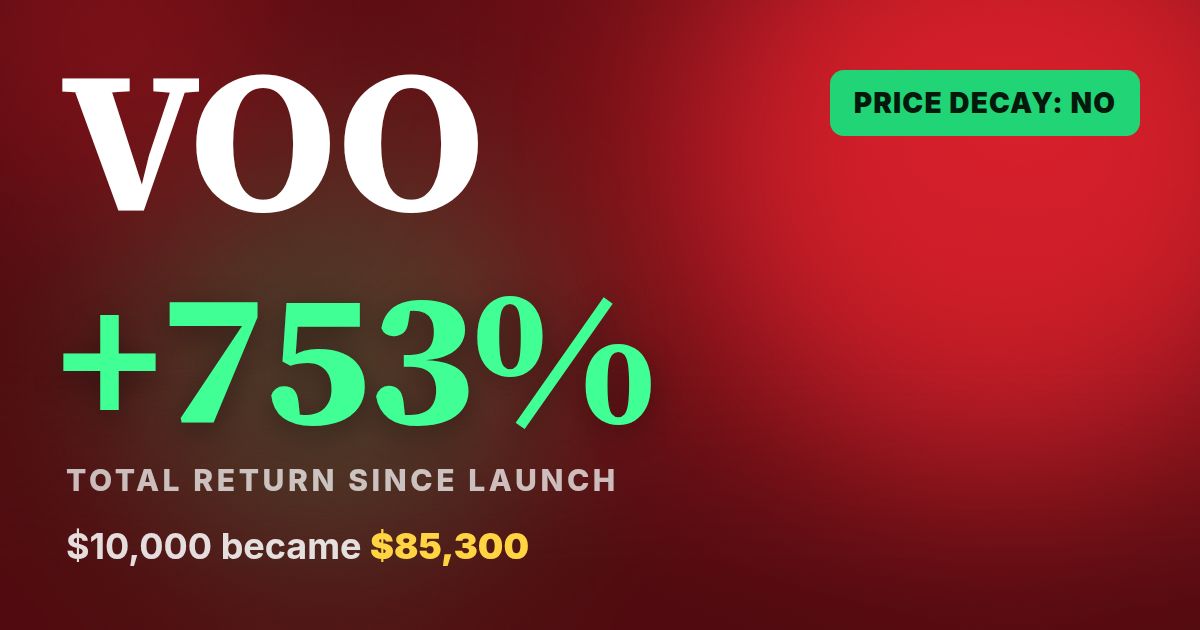 VOO
PRICE DECAY: NO
+753%
TOTAL RETURN SINCE LAUNCH
$10,000 became $85,300